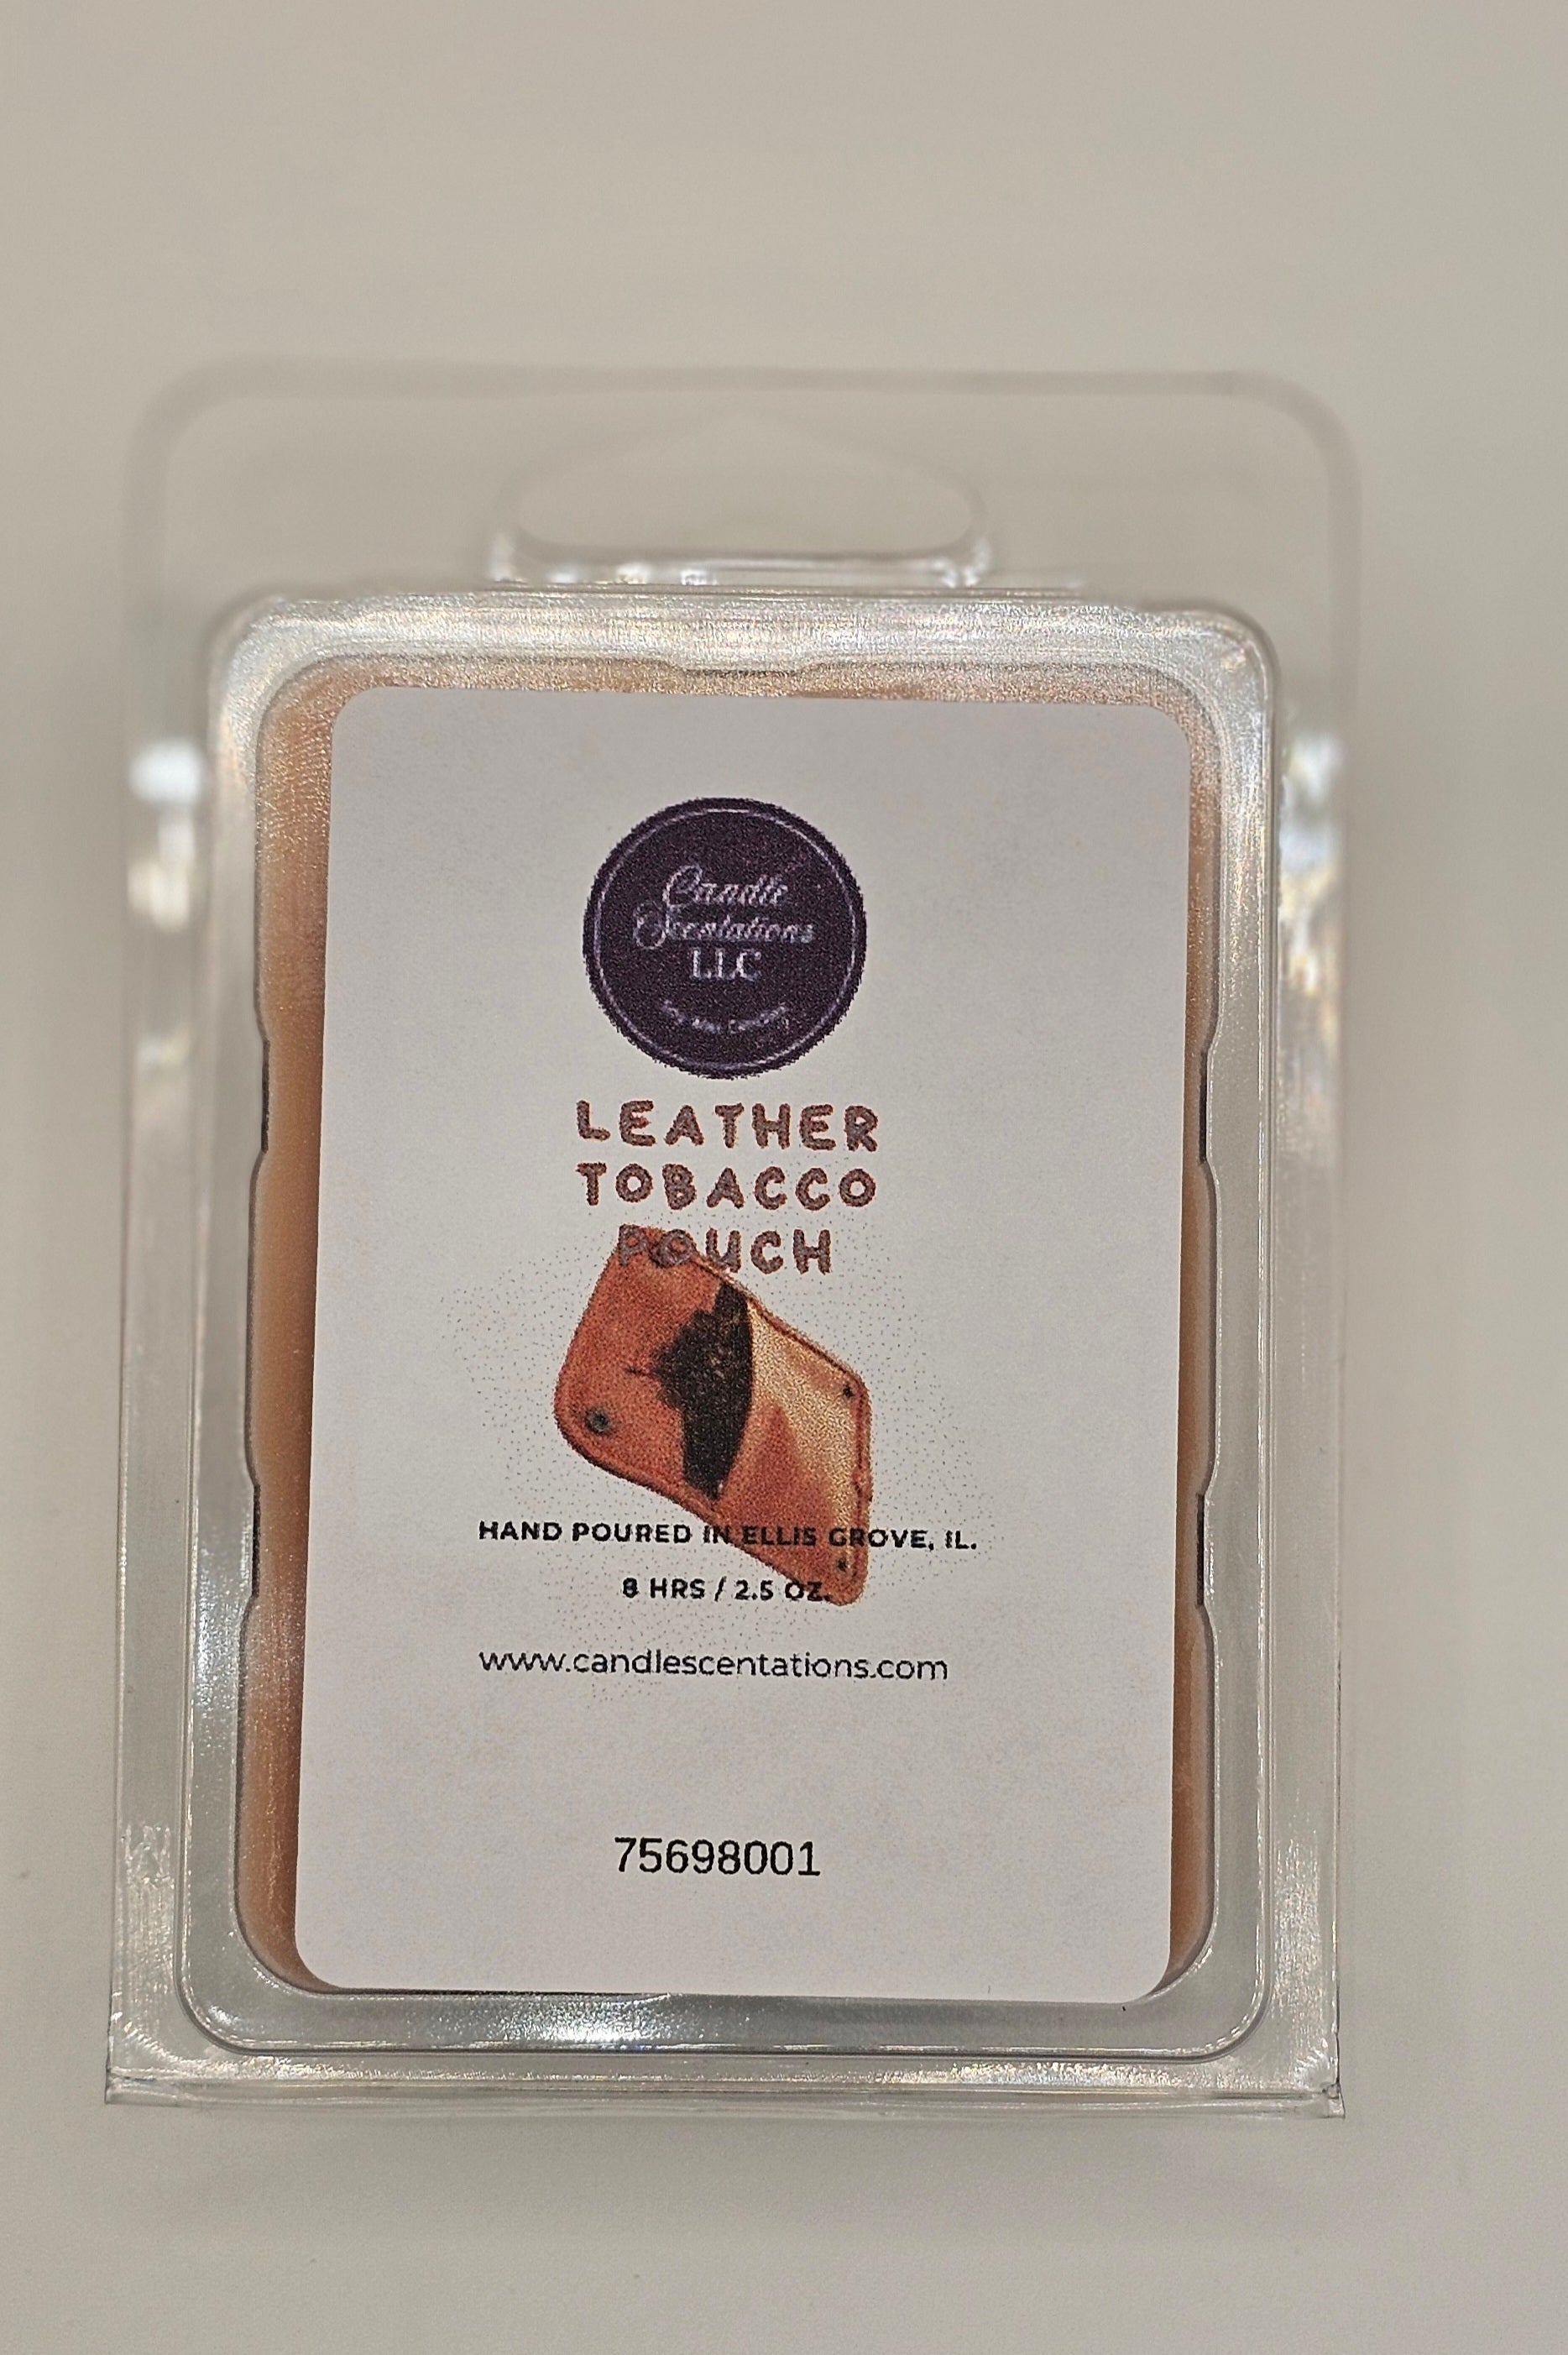 Candle
Scentations
LLC
LEATHER
TOBACCO
POUCH
HAND POURED IN ELLIS GROVE, IL.
8 HRS / 2.5 OZ.
www.candlescentations.com
75698001